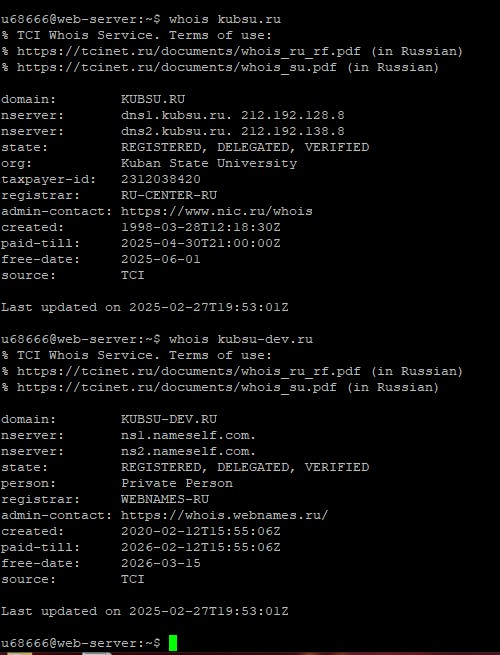 u68666@web-server:~$ whois kubsu.ru
% TCI Whois Service. Terms of use:
% https://tcinet.ru/documents/whois_ru_rf.pdf (in Russian)
% https://tcinet.ru/documents/whois_su.pdf (in Russian)

domain:        KUBSU.RU
nserver:       dns1.kubsu.ru. 212.192.128.8
nserver:       dns2.kubsu.ru. 212.192.138.8
state:         REGISTERED, DELEGATED, VERIFIED
org:           Kuban State University
taxpayer-id:   2312038420
registrar:     RU-CENTER-RU
admin-contact: https://www.nic.ru/whois
created:       1998-03-28T12:18:30Z
paid-till:     2025-04-30T21:00:00Z
free-date:     2025-06-01
source:        TCI

Last updated on 2025-02-27T19:53:01Z

u68666@web-server:~$ whois kubsu-dev.ru
% TCI Whois Service. Terms of use:
% https://tcinet.ru/documents/whois_ru_rf.pdf (in Russian)
% https://tcinet.ru/documents/whois_su.pdf (in Russian)

domain:        KUBSU-DEV.RU
nserver:       ns1.nameself.com.
nserver:       ns2.nameself.com.
state:         REGISTERED, DELEGATED, VERIFIED
person:        Private Person
registrar:     WEBNAMES-RU
admin-contact: https://whois.webnames.ru/
created:       2020-02-12T15:55:06Z
paid-till:     2026-02-12T15:55:06Z
free-date:     2026-03-15
source:        TCI

Last updated on 2025-02-27T19:53:01Z

u68666@web-server:~$